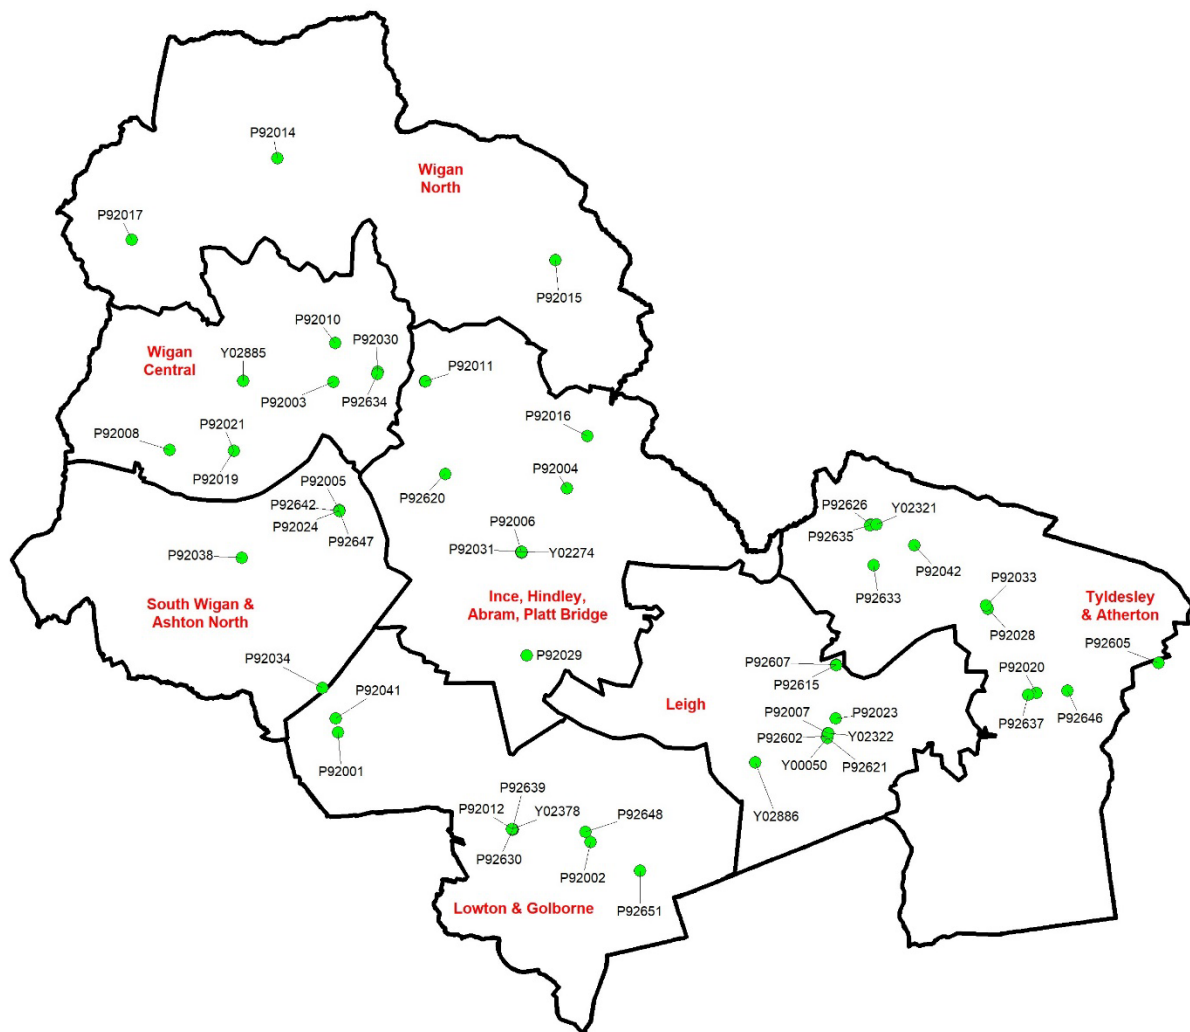 P92014
Wigan
North
P92017
P92015
P92010
P92030
Wigan
Central
Y02885
P92011
P92003
P92634
P92016
P92021
P92008
P92004
P92019
P92005
P92620
P92642
P92024
P92626
Y02321
P92647
P92006
P92635
P92031
Y02274
P92038
P92042
P92633
P92033
Ince, Hindley,
Abram, Platt Bridge
South Wigan &
Ashton North
Tyldesley
& Atherton
P92028
P92029
P92607
P92605
P92034
P92615
P92020
P92041
Leigh
P92007
P92023
P92637
P92646
P92602
Y02322
P92001
Y00050
P92621
P92639
Y02886
P92012
Y02378
P92648
P92630
P92002
Lowton & Golborne
P92651